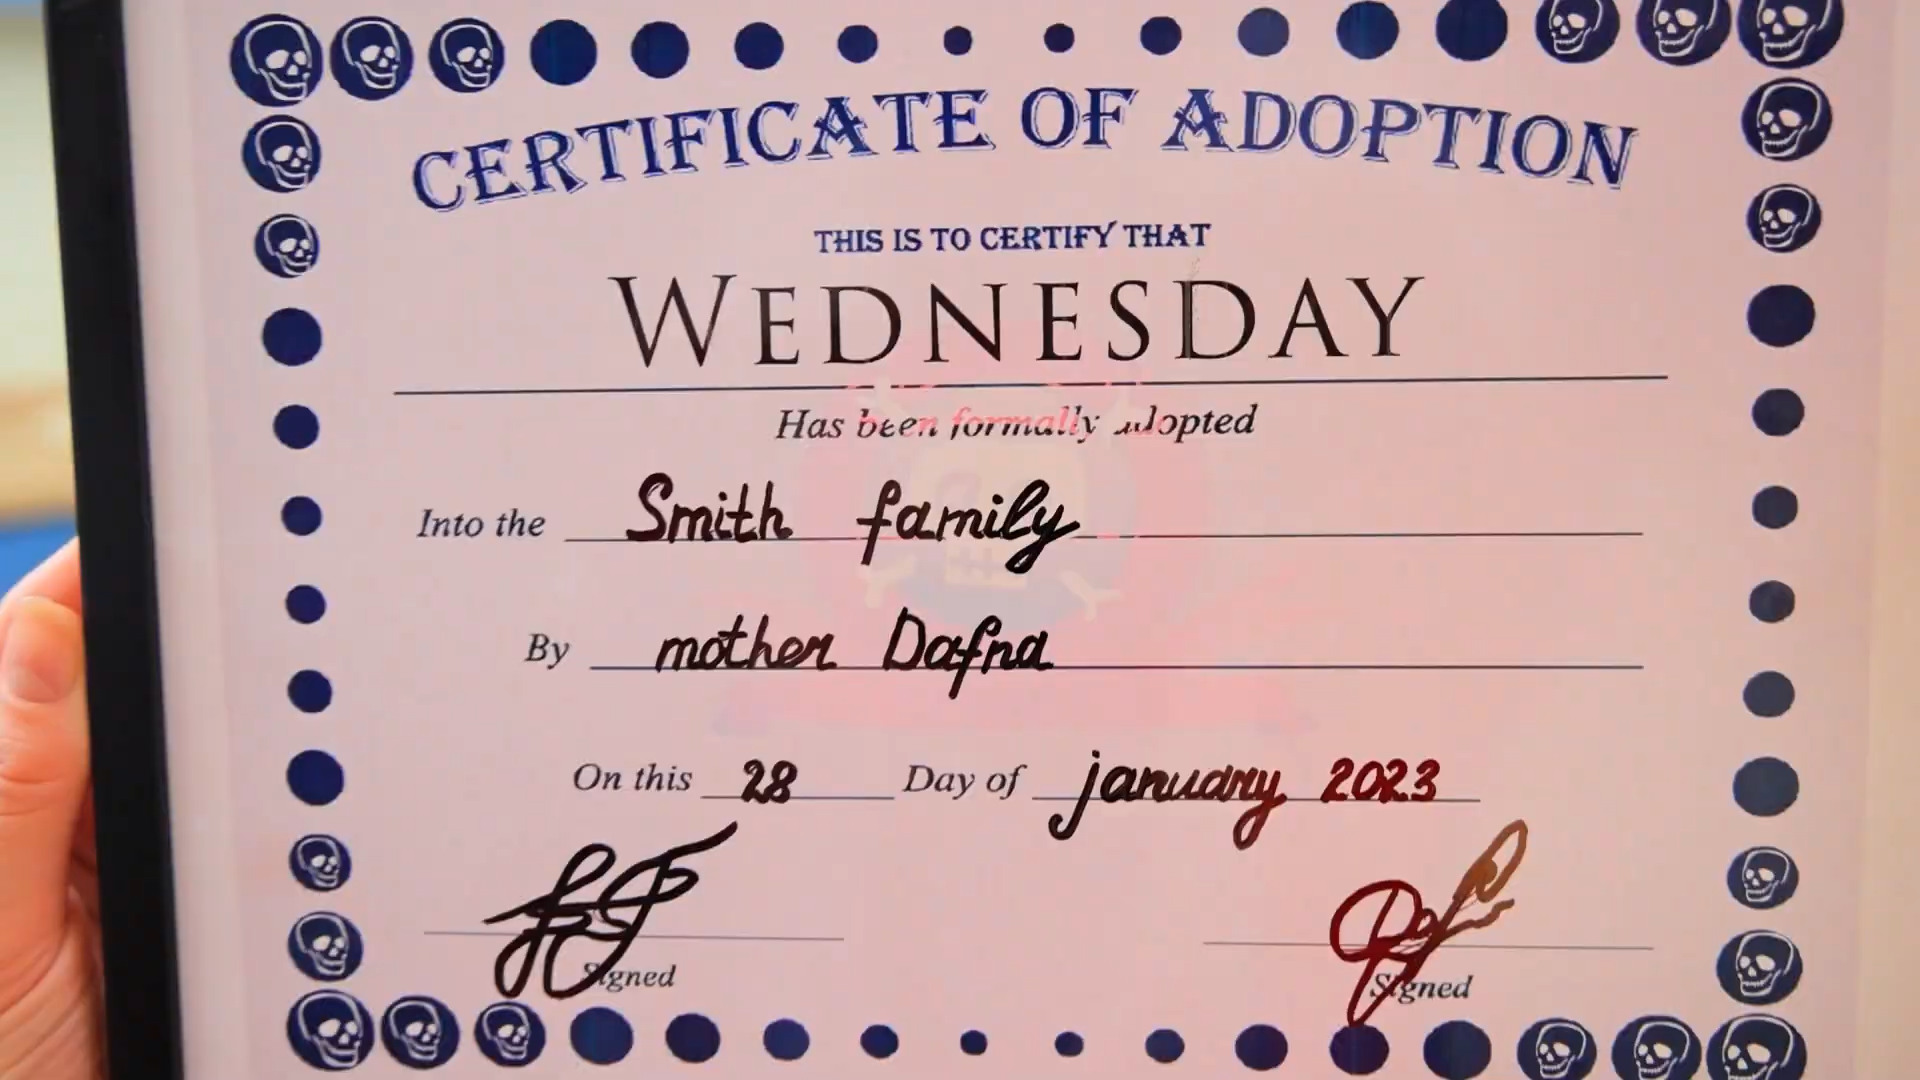 CERTIFICATE OF ADOPTION
THIS IS TO CERTIFY THAT
WEDNESDAY
Has been formally adopted
Into the Smith family
By mother Dafna
On this 28 Day of january 2023
Signed Signed